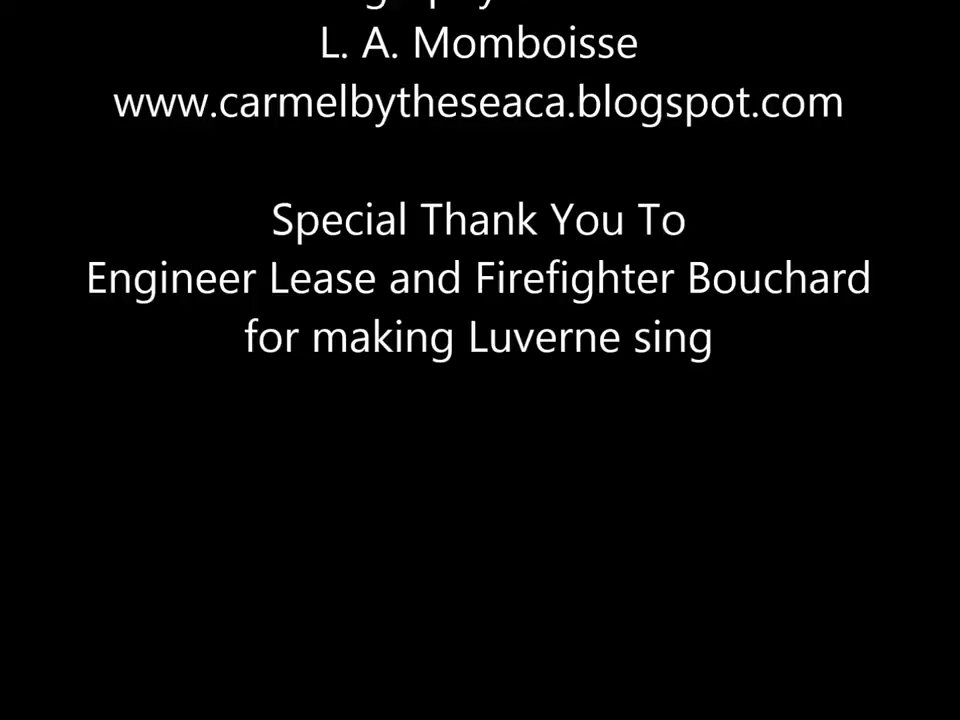 L. A. Momboisse
www.carmelbytheseaca.blogspot.com
Special Thank You To
Engineer Lease and Firefighter Bouchard
for making Luverne sing